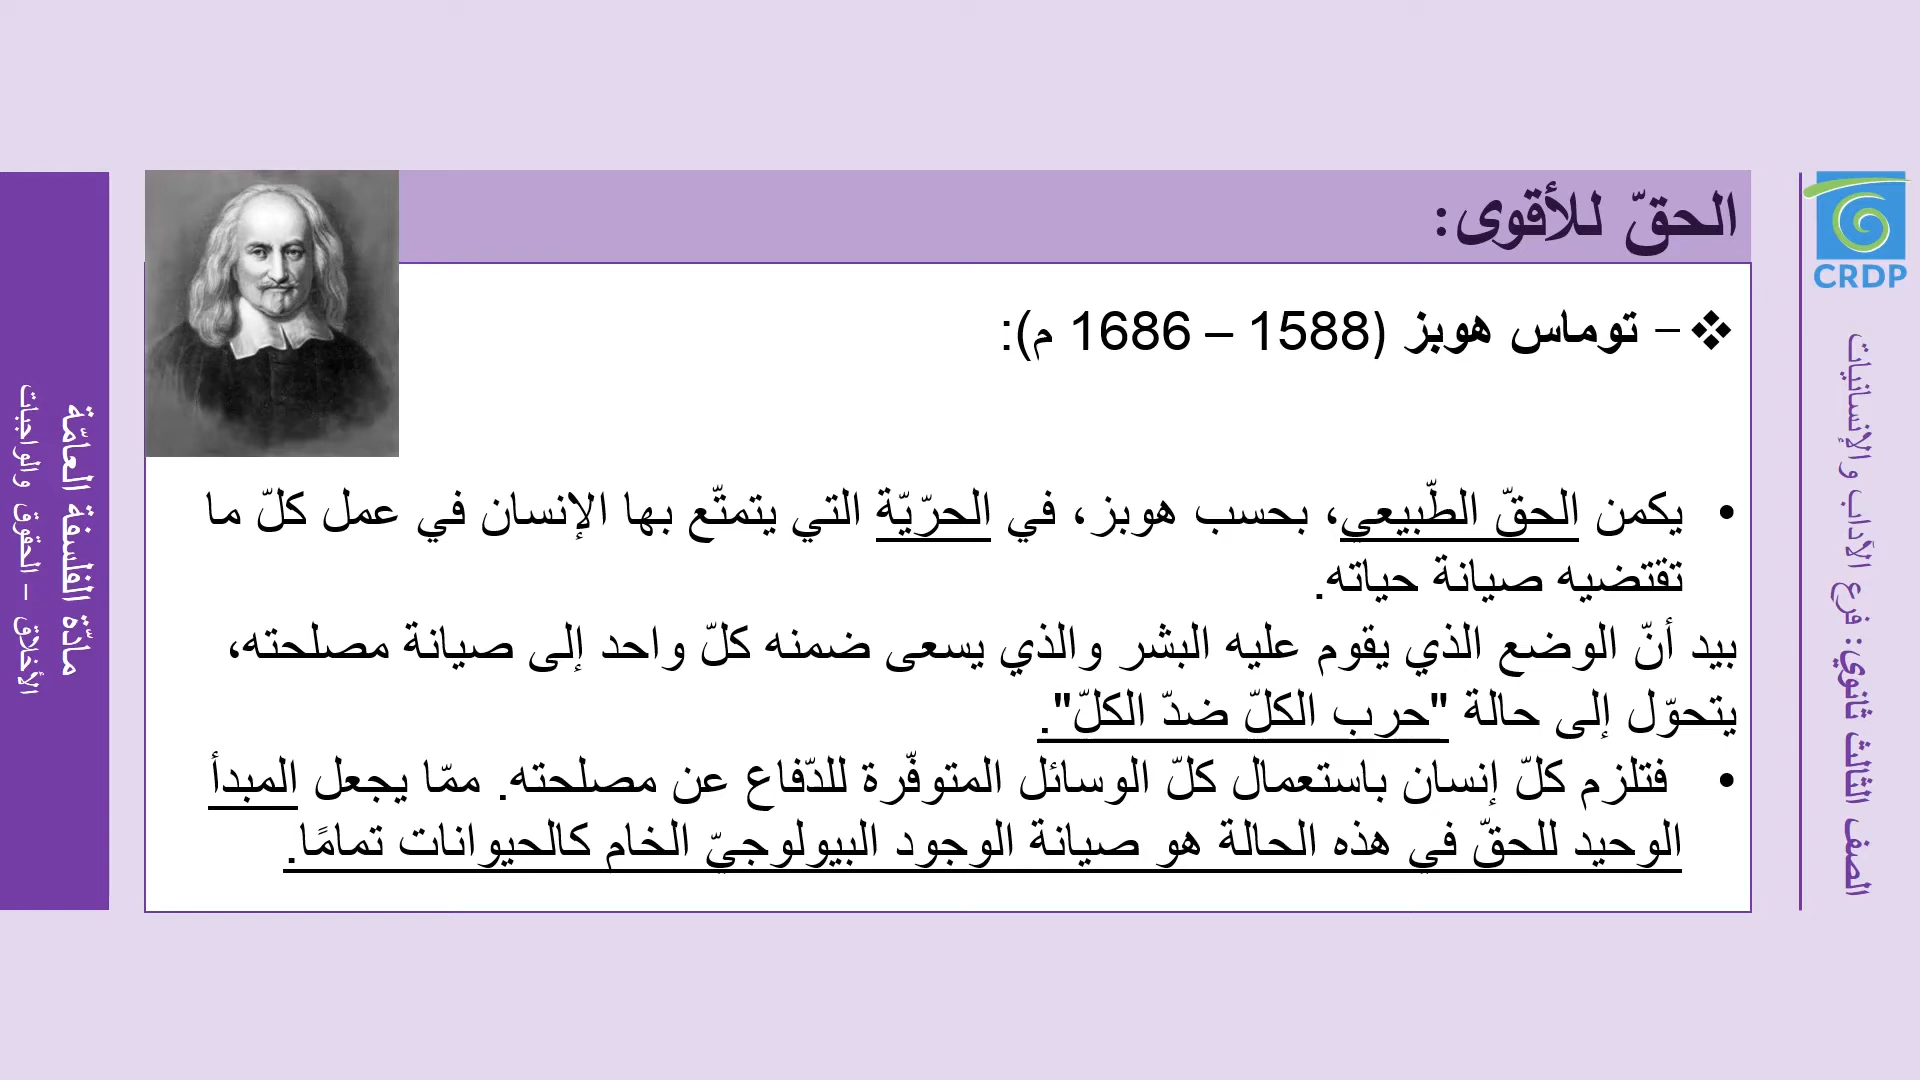 الحقّ للأقوى:
❖ – توماس هوبز (1588 – 1686 م):
• يكمن الحقّ الطّبيعي، بحسب هوبز، في الحرّيّة التي يتمتّع بها الإنسان في عمل كلّ ما
تقتضيه صيانة حياته.
بيد أنّ الوضع الذي يقوم عليه البشر والذي يسعى ضمنه كلّ واحد إلى صيانة مصلحته،
يتحوّل إلى حالة "حرب الكلّ ضدّ الكلّ".
• فتلزم كلّ إنسان باستعمال كلّ الوسائل المتوفّرة للدّفاع عن مصلحته. ممّا يجعل المبدأ
الوحيد للحقّ في هذه الحالة هو صيانة الوجود البيولوجيّ الخام كالحيوانات تمامًا.
CRDP
الصف الثالث ثانوي: فرع الآداب والإنسانيات
مادّة الفلسفة العامّة
الأخلاق – الحقوق والواجبات